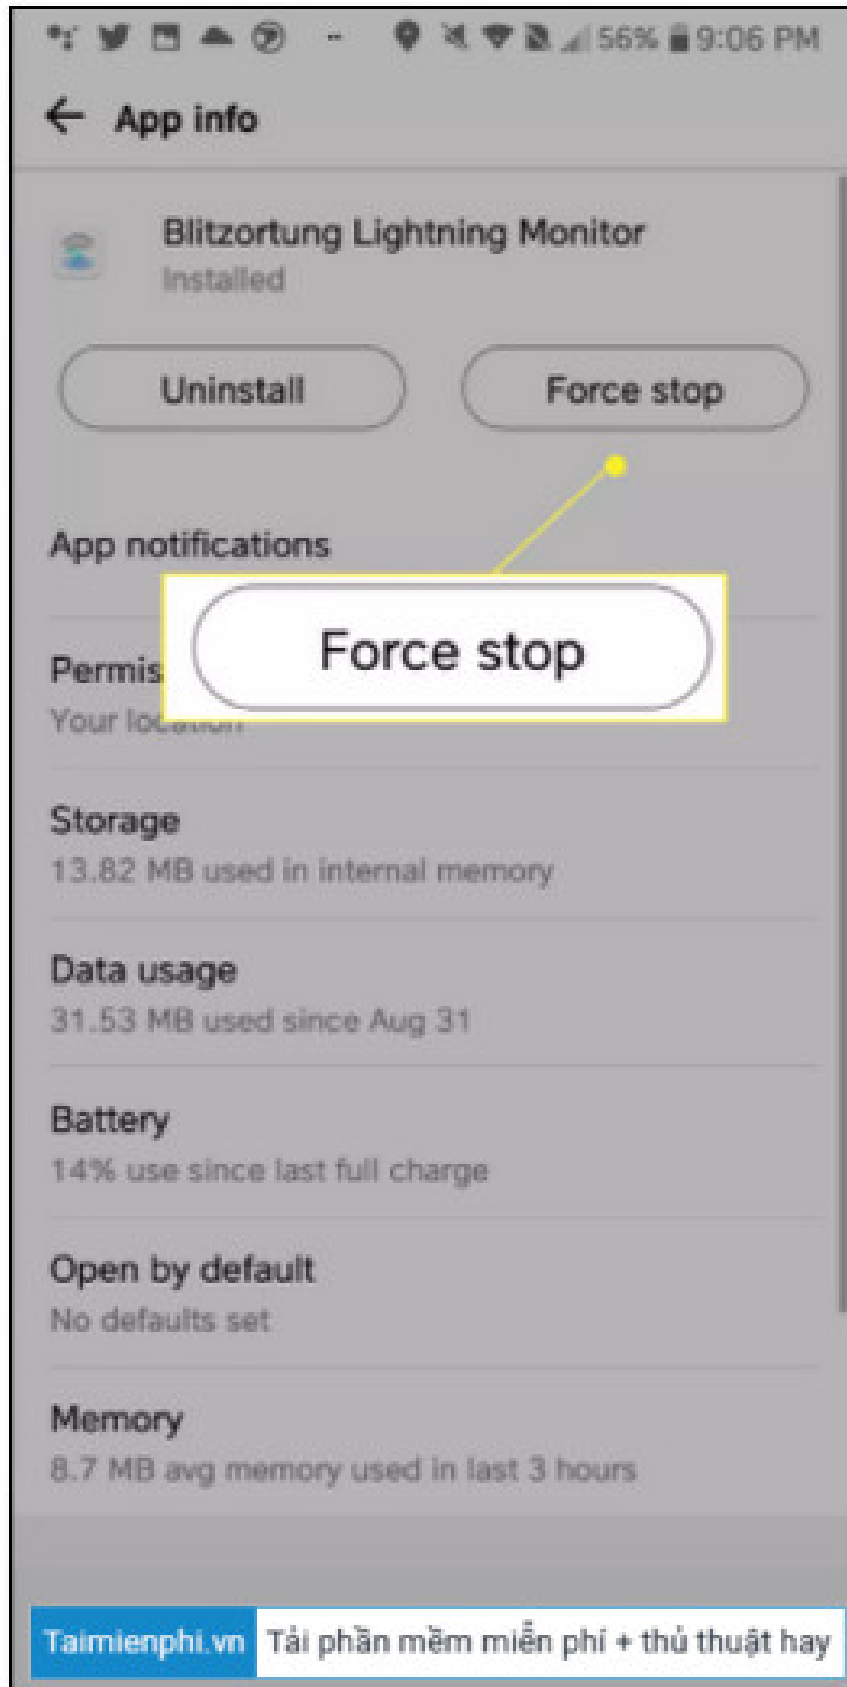 56% 9:06 PM
App info
Blitzortung Lightning Monitor
Installed
Uninstall Force stop
App notifications
Force stop
Permis
Your location
Storage
13.82 MB used in internal memory
Data usage
31.53 MB used since Aug 31
Battery
14% use since last full charge
Open by default
No defaults set
Memory
8.7 MB avg memory used in last 3 hours
Taimienphi.vn Tải phần mềm miễn phí + thủ thuật hay